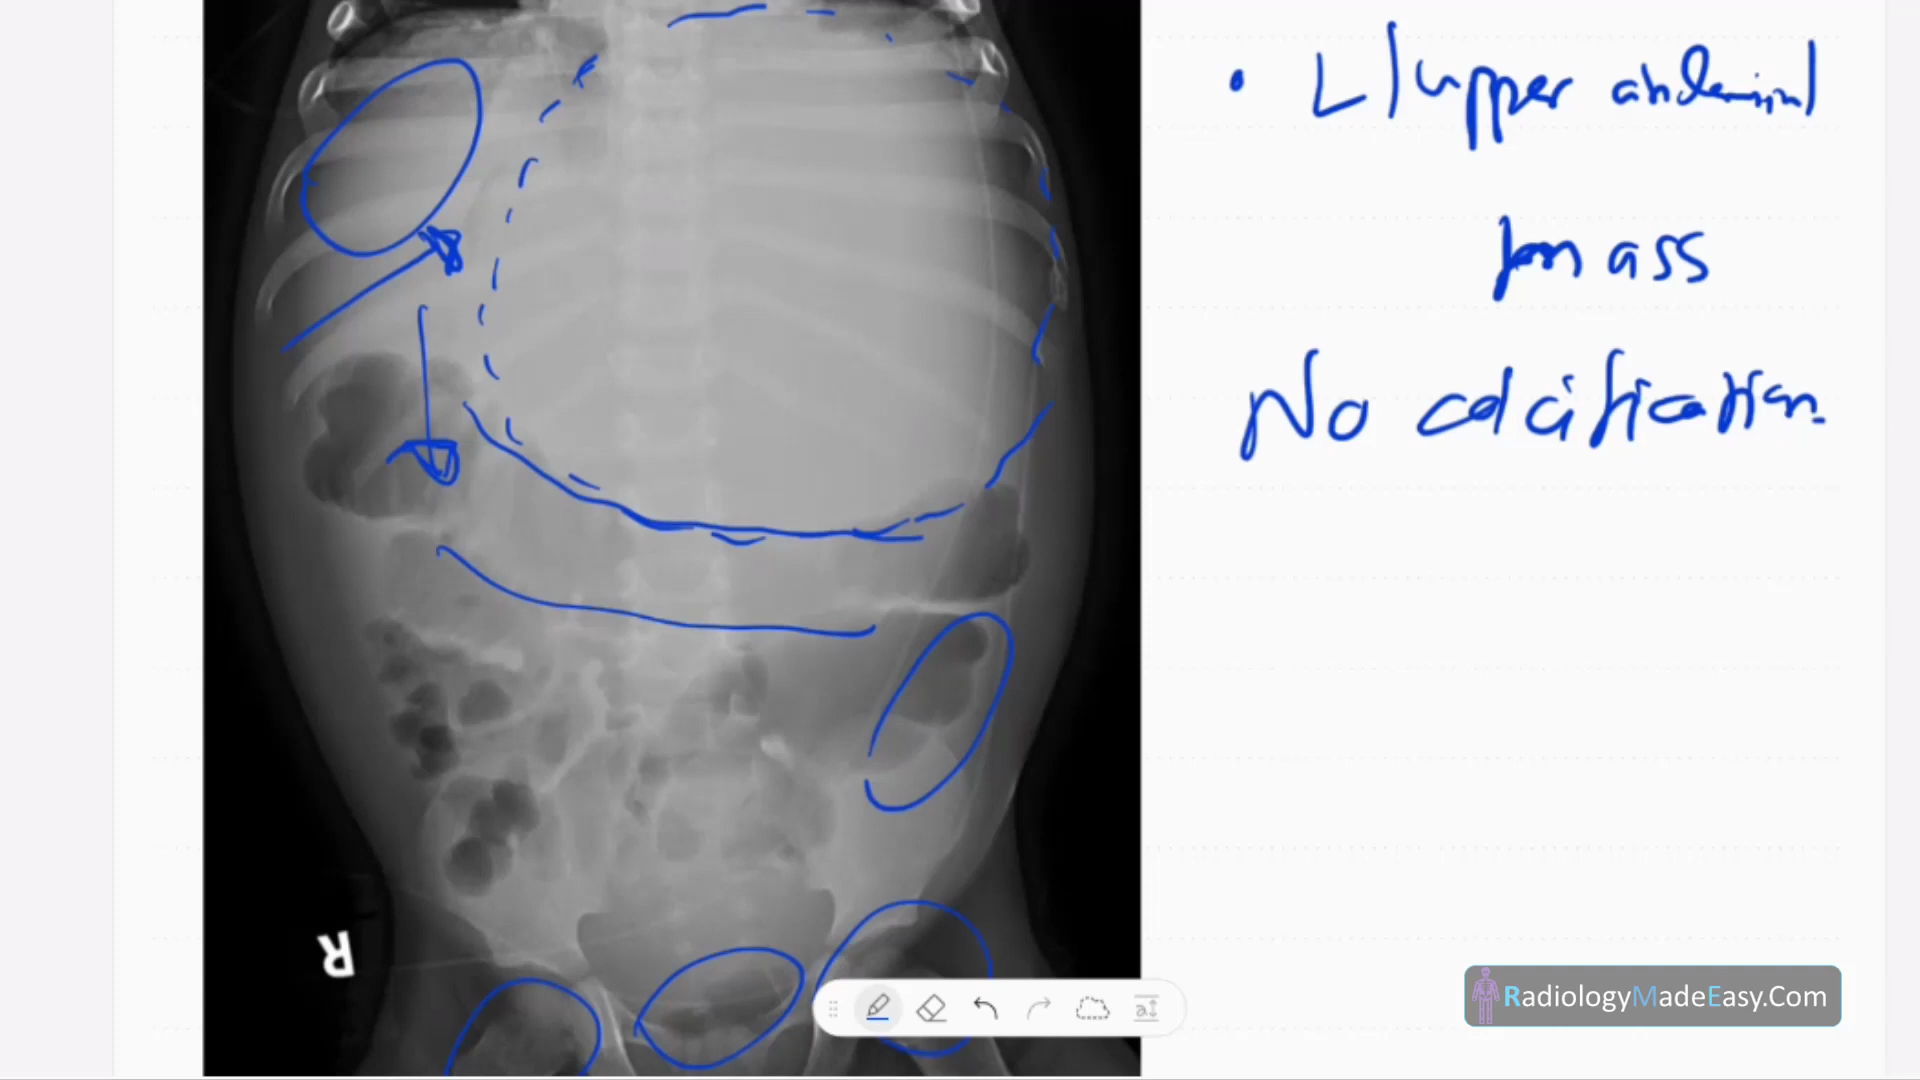 • L/upper abdominal
mass
No calcification.
R
RadiologyMadeEasy.Com